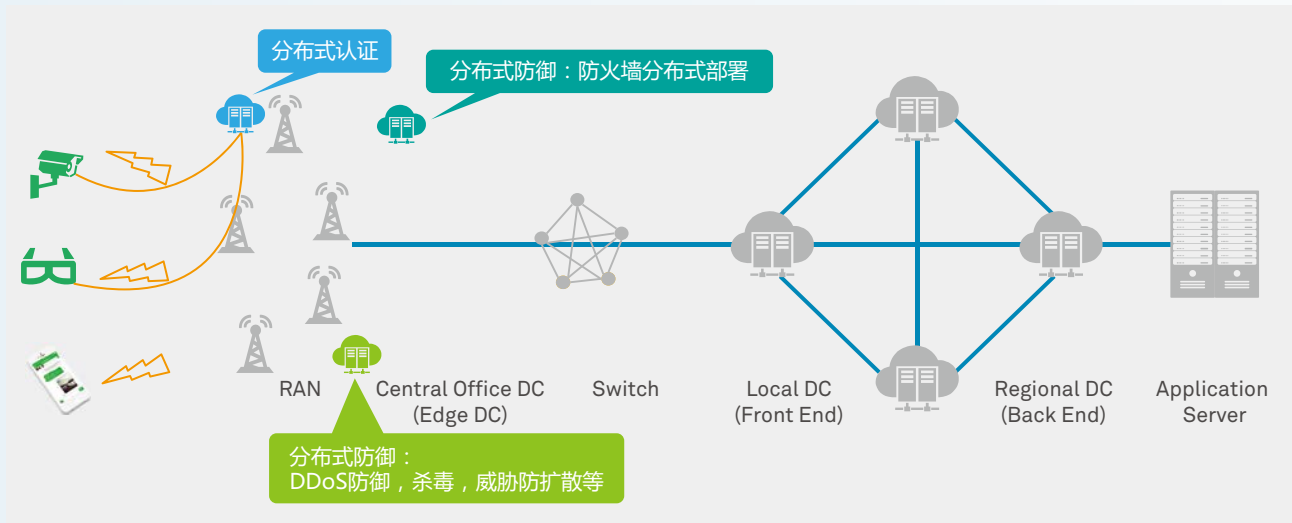 分布式认证
分布式防御：防火墙分布式部署
RAN
Central Office DC
(Edge DC)
Switch
Local DC
(Front End)
Regional DC
(Back End)
Application
Server
分布式防御：
DDoS防御，杀毒，威胁防扩散等